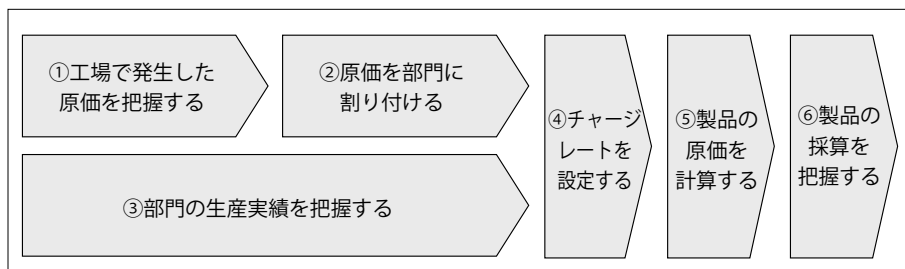 ①工場で発生した
原価を把握する
②原価を部門に
割り付ける
③部門の生産実績を把握する
④チャージ
レートを
設定する
⑤製品の
原価を
計算する
⑥製品の
採算を
把握する